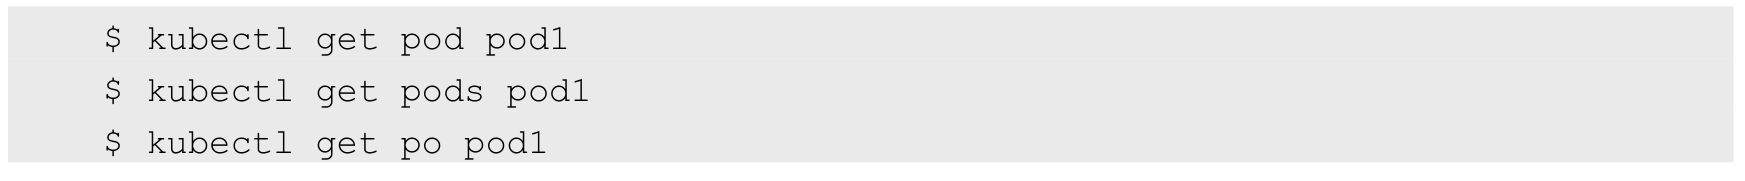 $ kubectl get pod pod1
$ kubectl get pods pod1
$ kubectl get po pod1